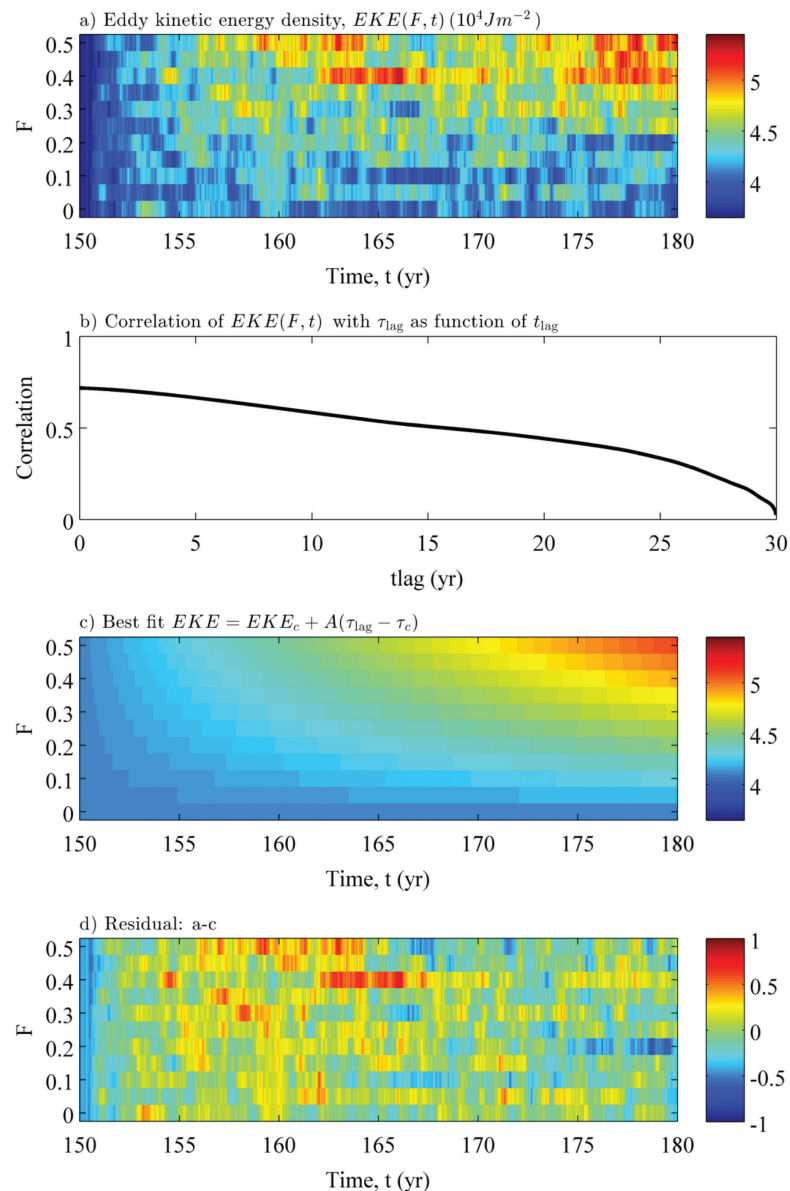 a) Eddy kinetic energy density, EKE(F, t) (10⁴Jm⁻²)
0.5
0.4
0.3
0.2
0.1
0
F
5
4.5
4
150 155 160 165 170 175 180
Time, t (yr)
b) Correlation of EKE(F, t) with τlag as function of tlag
1
0.5
0
Correlation
0 5 10 15 20 25 30
tlag (yr)
c) Best fit EKE = EKEc + A(τlag − τc)
0.5
0.4
0.3
0.2
0.1
0
F
5
4.5
4
150 155 160 165 170 175 180
Time, t (yr)
d) Residual: a-c
0.5
0.4
0.3
0.2
0.1
0
F
1
0.5
0
-0.5
-1
150 155 160 165 170 175 180
Time, t (yr)